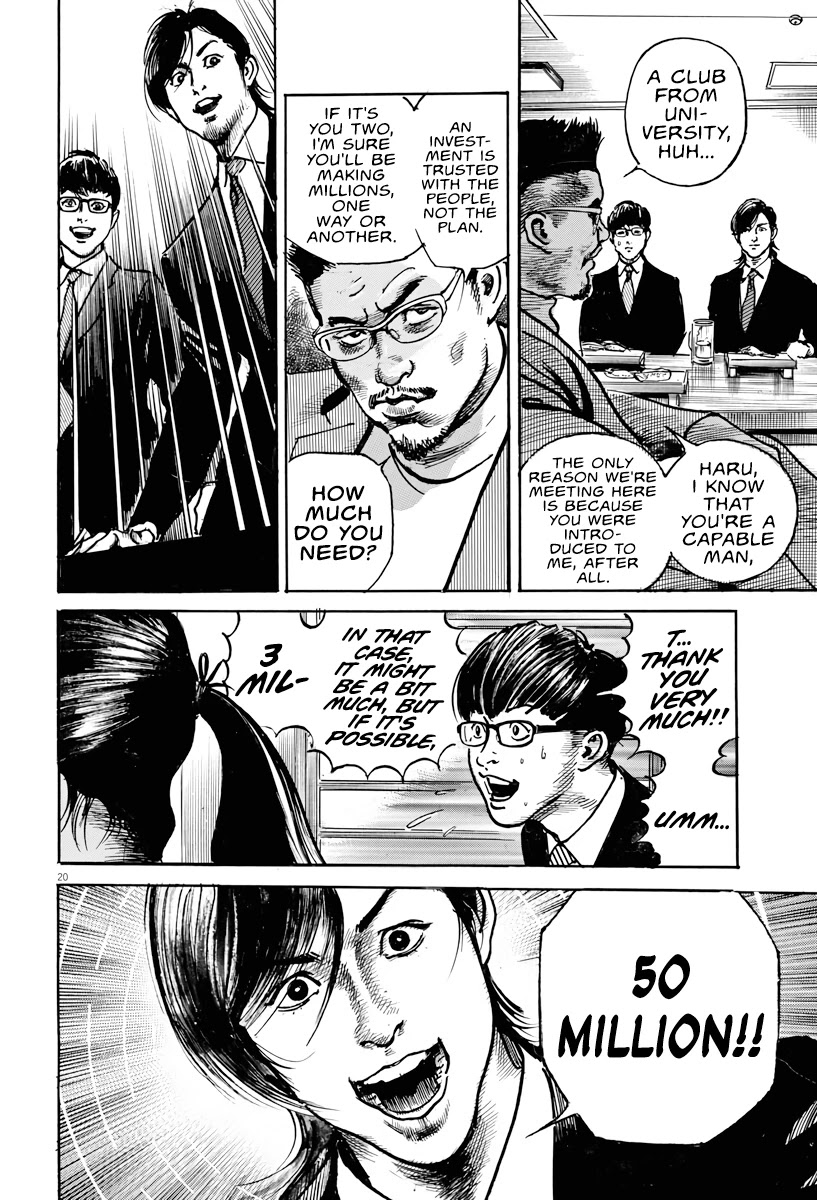 A CLUB
FROM
UNI-
VERSITY,
HUH...
HARU,
I KNOW
THAT
YOU'RE A
CAPABLE
MAN,
THE ONLY
REASON WE'RE
MEETING HERE
IS BECAUSE
YOU WERE
INTRO-
DUCED TO
ME, AFTER
ALL.
AN
INVEST-
MENT IS
TRUSTED
WITH THE
PEOPLE,
NOT THE
PLAN.
IF IT'S
YOU TWO,
I'M SURE
YOU'LL BE
MAKING
MILLIONS,
ONE
WAY OR
ANOTHER.
HOW
MUCH
DO YOU
NEED?
T...
THANK
YOU
VERY
MUCH!!
UMM...
IN THAT
CASE,
IT MIGHT
BE A BIT
MUCH, BUT
IF IT'S
POSSIBLE,
3
MIL-
20
50
MILLION!!